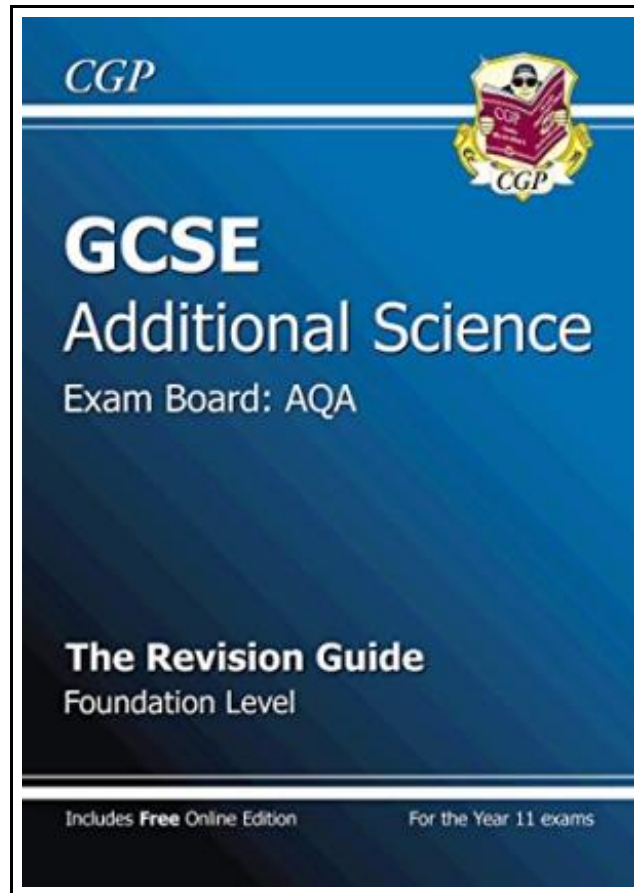 CGP
CGP
CGP
GCSE
Additional Science
Exam Board: AQA
The Revision Guide
Foundation Level
Includes Free Online Edition
For the Year 11 exams